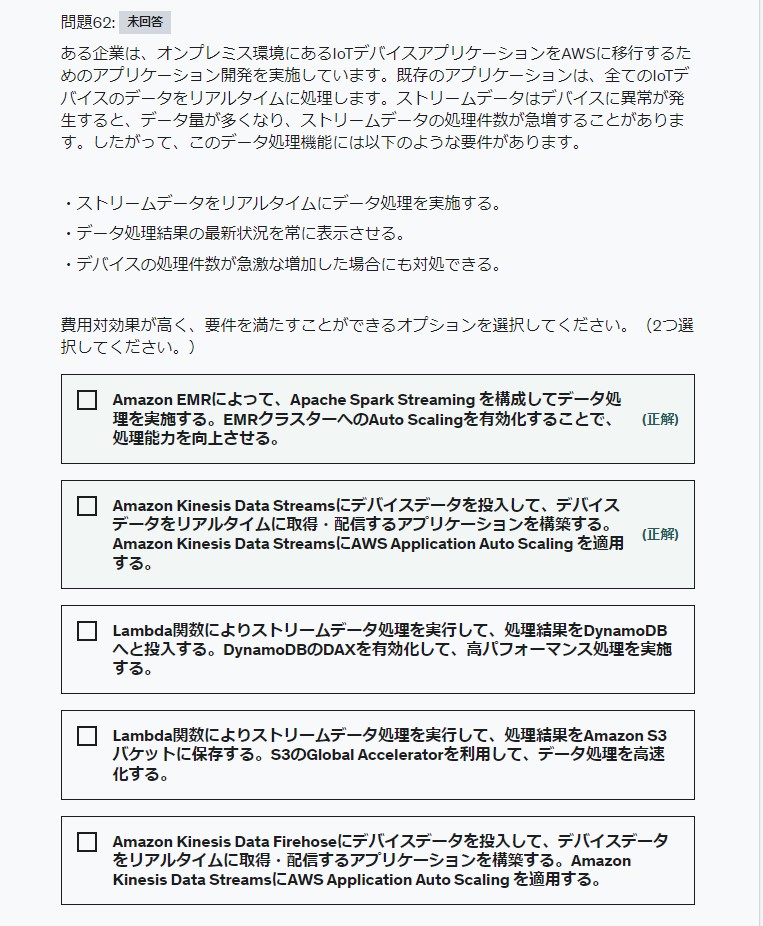 問題62: 未回答
ある企業は、オンプレミス環境にあるIoTデバイスアプリケーションをAWSに移行するた
めのアプリケーション開発を実施しています。既存のアプリケーションは、全てのIoTデ
バイスのデータをリアルタイムに処理します。ストリームデータはデバイスに異常が発
生すると、データ量が多くなり、ストリームデータの処理件数が急増することがありま
す。したがって、このデータ処理機能には以下のような要件があります。
・ストリームデータをリアルタイムにデータ処理を実施する。
・データ処理結果の最新状況を常に表示させる。
・デバイスの処理件数が急激な増加した場合にも対処できる。
費用対効果が高く、要件を満たすことができるオプションを選択してください。（2つ選
択してください。）
Amazon EMRによって、Apache Spark Streaming を構成してデータ処
理を実施する。EMRクラスターへのAuto Scalingを有効化することで、
処理能力を向上させる。
(正解)
Amazon Kinesis Data Streamsにデバイスデータを投入して、デバイス
データをリアルタイムに取得・配信するアプリケーションを構築する。
Amazon Kinesis Data StreamsにAWS Application Auto Scaling を適用
する。
(正解)
Lambda関数によりストリームデータ処理を実行して、処理結果をDynamoDB
へと投入する。DynamoDBのDAXを有効化して、高パフォーマンス処理を実施
する。
Lambda関数によりストリームデータ処理を実行して、処理結果をAmazon S3
バケットに保存する。S3のGlobal Acceleratorを利用して、データ処理を高速
化する。
Amazon Kinesis Data Firehoseにデバイスデータを投入して、デバイスデータ
をリアルタイムに取得・配信するアプリケーションを構築する。Amazon
Kinesis Data StreamsにAWS Application Auto Scaling を適用する。